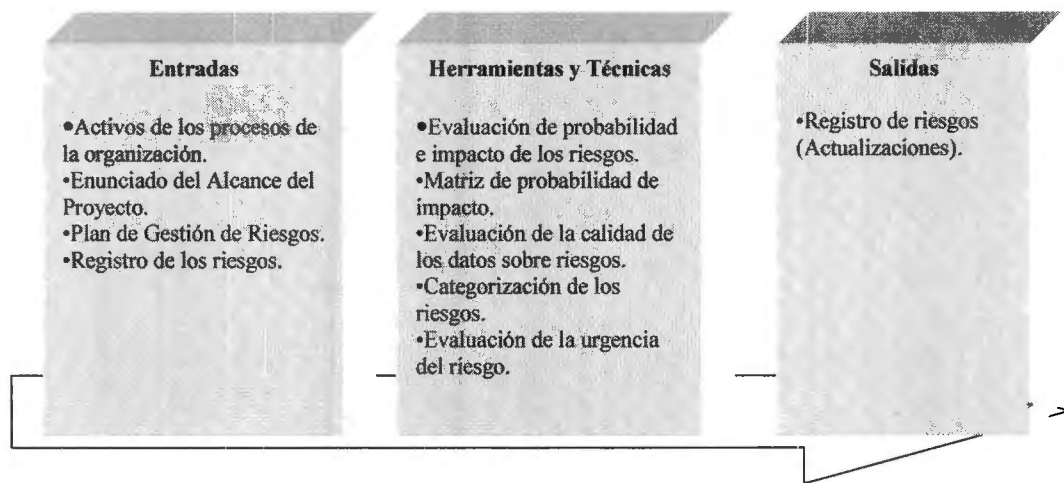 Entradas
•Activos de los procesos de
la organización.
•Enunciado del Alcance del
Proyecto.
•Plan de Gestión de Riesgos.
•Registro de los riesgos.
Herramientas y Técnicas
•Evaluación de probabilidad
e impacto de los riesgos.
•Matriz de probabilidad de
impacto.
•Evaluación de la calidad de
los datos sobre riesgos.
•Categorización de los
riesgos.
•Evaluación de la urgencia
del riesgo.
Salidas
•Registro de riesgos
(Actualizaciones).